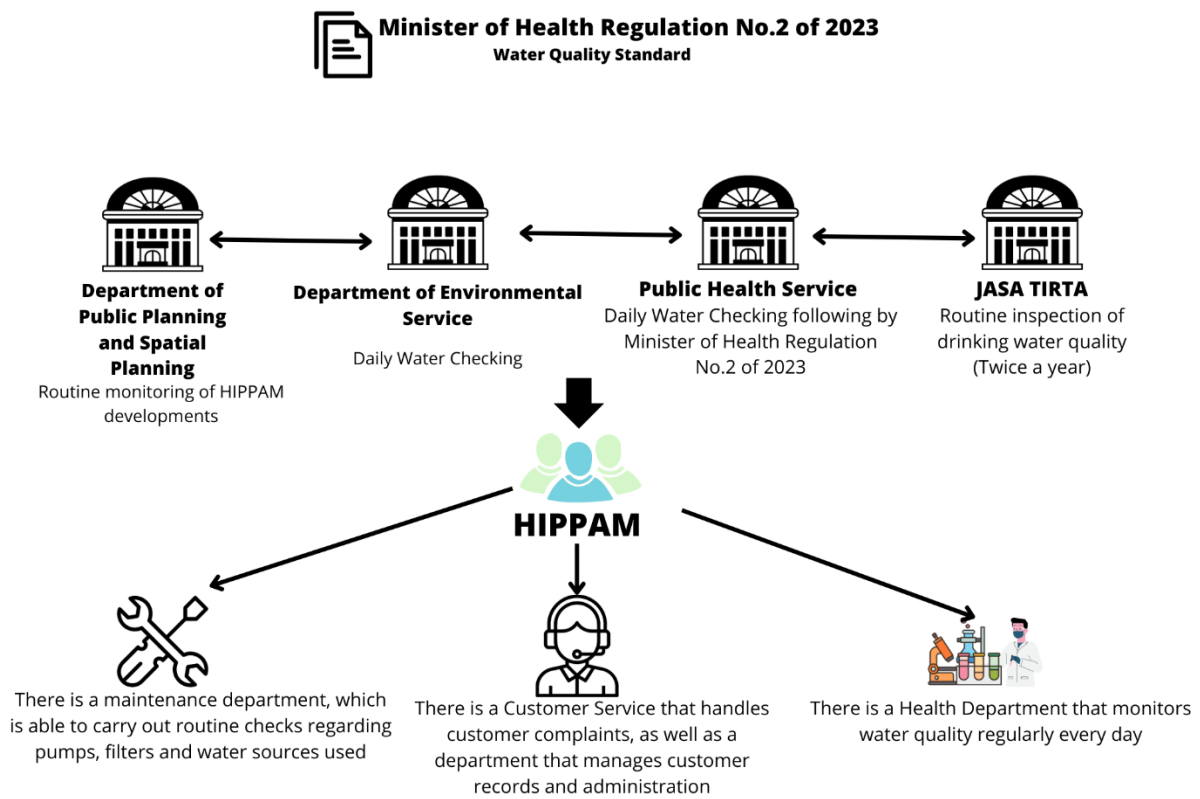 Minister of Health Regulation No.2 of 2023
Water Quality Standard
Department of
Public Planning
and Spatial
Planning
Routine monitoring of HIPPAM
developments
Department of Environmental
Service
Daily Water Checking
Public Health Service
Daily Water Checking following by
Minister of Health Regulation
No.2 of 2023
JASA TIRTA
Routine inspection of
drinking water quality
(Twice a year)
HIPPAM
There is a maintenance department, which
is able to carry out routine checks regarding
pumps, filters and water sources used
There is a Customer Service that handles
customer complaints, as well as a
department that manages customer
records and administration
There is a Health Department that monitors
water quality regularly every day